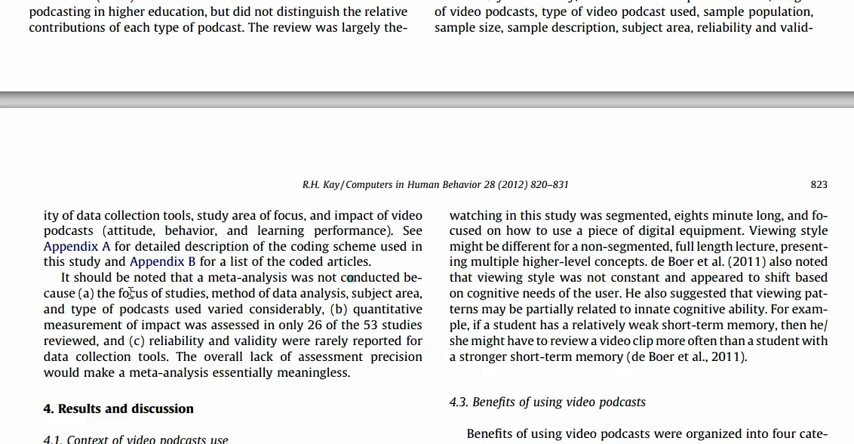 podcasting in higher education, but did not distinguish the relative
contributions of each type of podcast. The review was largely the-
of video podcasts, type of video podcast used, sample population,
sample size, sample description, subject area, reliability and valid-
R.H. Kay / Computers in Human Behavior 28 (2012) 820–831
823
ity of data collection tools, study area of focus, and impact of video
podcasts (attitude, behavior, and learning performance). See
Appendix A for detailed description of the coding scheme used in
this study and Appendix B for a list of the coded articles.
It should be noted that a meta-analysis was not conducted be-
cause (a) the focus of studies, method of data analysis, subject area,
and type of podcasts used varied considerably, (b) quantitative
measurement of impact was assessed in only 26 of the 53 studies
reviewed, and (c) reliability and validity were rarely reported for
data collection tools. The overall lack of assessment precision
would make a meta-analysis essentially meaningless.
4. Results and discussion
4.1. Context of video podcasts use
watching in this study was segmented, eights minute long, and fo-
cused on how to use a piece of digital equipment. Viewing style
might be different for a non-segmented, full length lecture, present-
ing multiple higher-level concepts. de Boer et al. (2011) also noted
that viewing style was not constant and appeared to shift based
on cognitive needs of the user. He also suggested that viewing pat-
terns may be partially related to innate cognitive ability. For exam-
ple, if a student has a relatively weak short-term memory, then he/
she might have to review a video clip more often than a student with
a stronger short-term memory (de Boer et al., 2011).
4.3. Benefits of using video podcasts
Benefits of using video podcasts were organized into four cate-